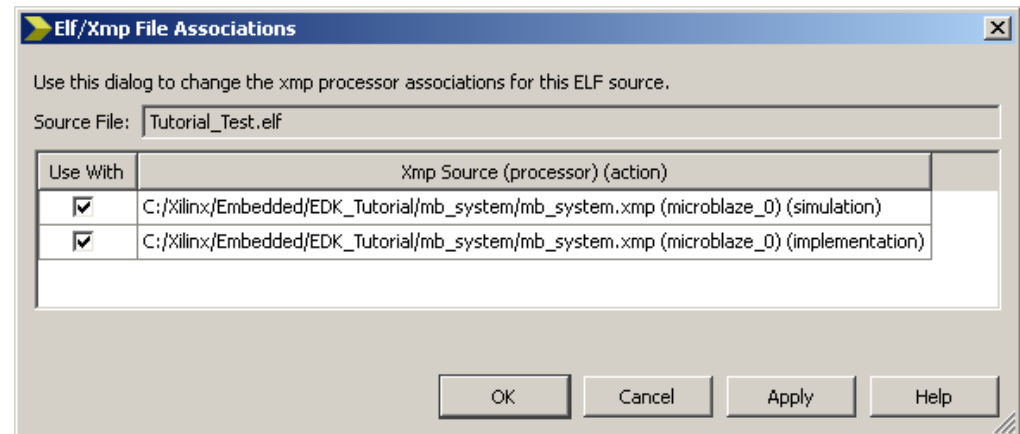 Elf/Xmp File Associations
Use this dialog to change the xmp processor associations for this ELF source.
Source File: Tutorial_Test.elf
Use With Xmp Source (processor) (action)
C:/Xilinx/Embedded/EDK_Tutorial/mb_system/mb_system.xmp (microblaze_0) (simulation)
C:/Xilinx/Embedded/EDK_Tutorial/mb_system/mb_system.xmp (microblaze_0) (implementation)
OK Cancel Apply Help